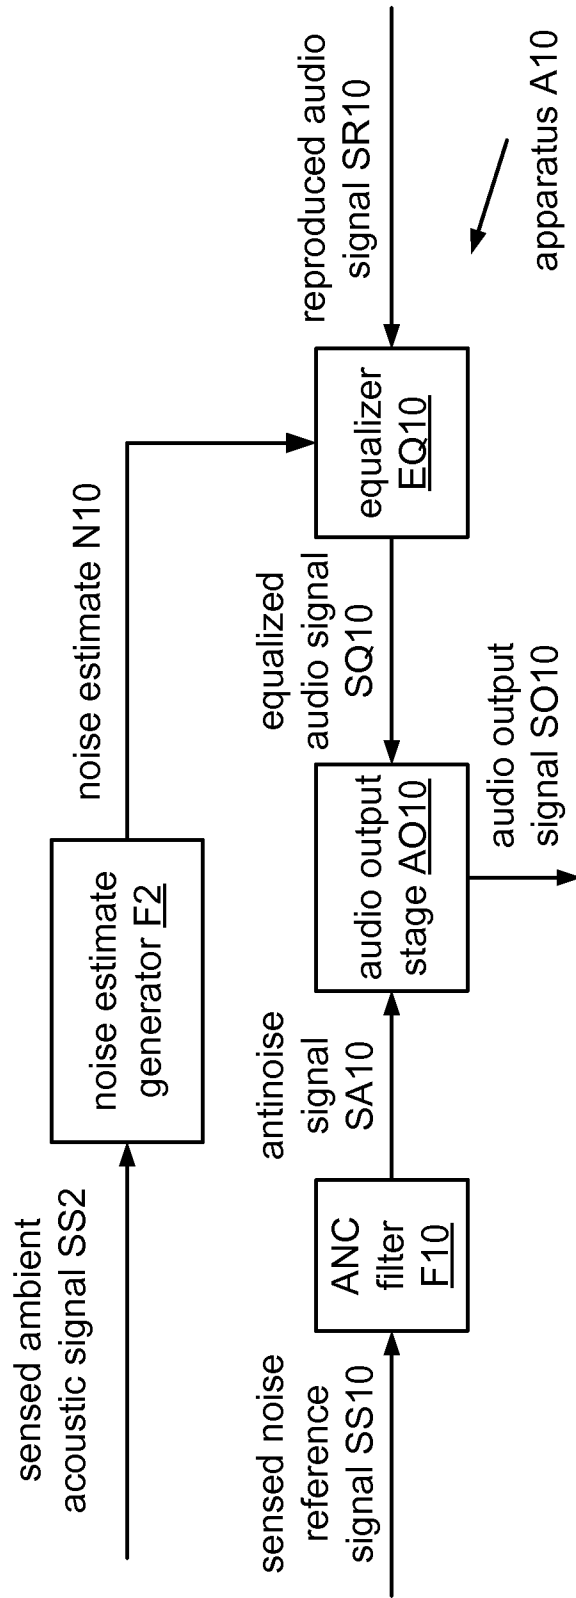 sensed ambient
acoustic signal SS2
noise estimate
generator F2
noise estimate N10
sensed noise
reference
signal SS10
ANC
filter
F10
antinoise
signal
SA10
audio output
stage AO10
audio output
signal SO10
equalized
audio signal
SQ10
equalizer
EQ10
reproduced audio
signal SR10
apparatus A10